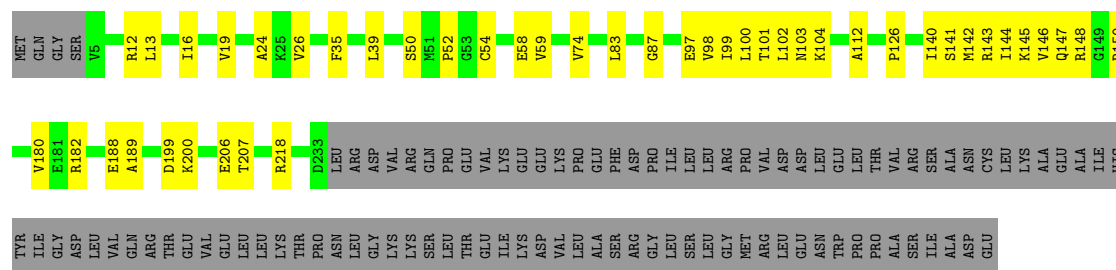 MET GLN GLY SER V5 R12 L13 I16 V19 A24 K25 V26 F35 L39 S50 M51 P52 G53 C54 E58 V59 V74 L83 G87 E97 V98 I99 L100 T101 L102 N103 K104 A112 P126 I140 S141 M142 R143 I144 K145 V146 Q147 R148 G149
V180 E181 R182 E188 A189 D199 K200 E206 T207 R218 D233 LEU ARG ASP VAL ARG GLN PRO GLU VAL LYS GLU GLU LYS PRO GLU PHE ASP PRO ILE LEU LEU ARG PRO VAL ASP ASP LEU GLU LEU THR VAL ARG SER ALA ASN CYS LEU LYS ALA GLU ALA ILE
TYR ILE GLY ASP LEU VAL GLN ARG THR GLU VAL GLU LEU LEU LYS THR PRO ASN LEU GLY LYS LYS SER LEU THR GLU ILE LYS ASP VAL LEU ALA SER ARG GLY LEU SER LEU GLY MET ARG LEU GLU ASN TRP PRO PRO ALA SER ILE ALA ASP GLU